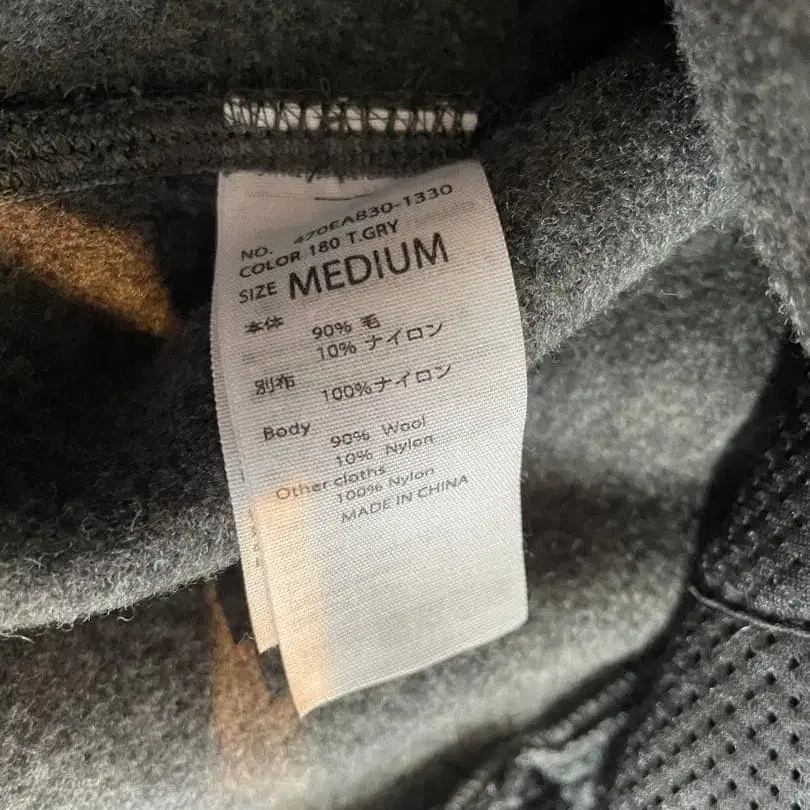 NO. 470EA830-1330
COLOR 180 T.GRY
SIZE MEDIUM
本体 90% 毛
10% ナイロン
別布 100%ナイロン
Body 90% Wool
10% Nylon
Other cloths
100% Nylon
MADE IN CHINA